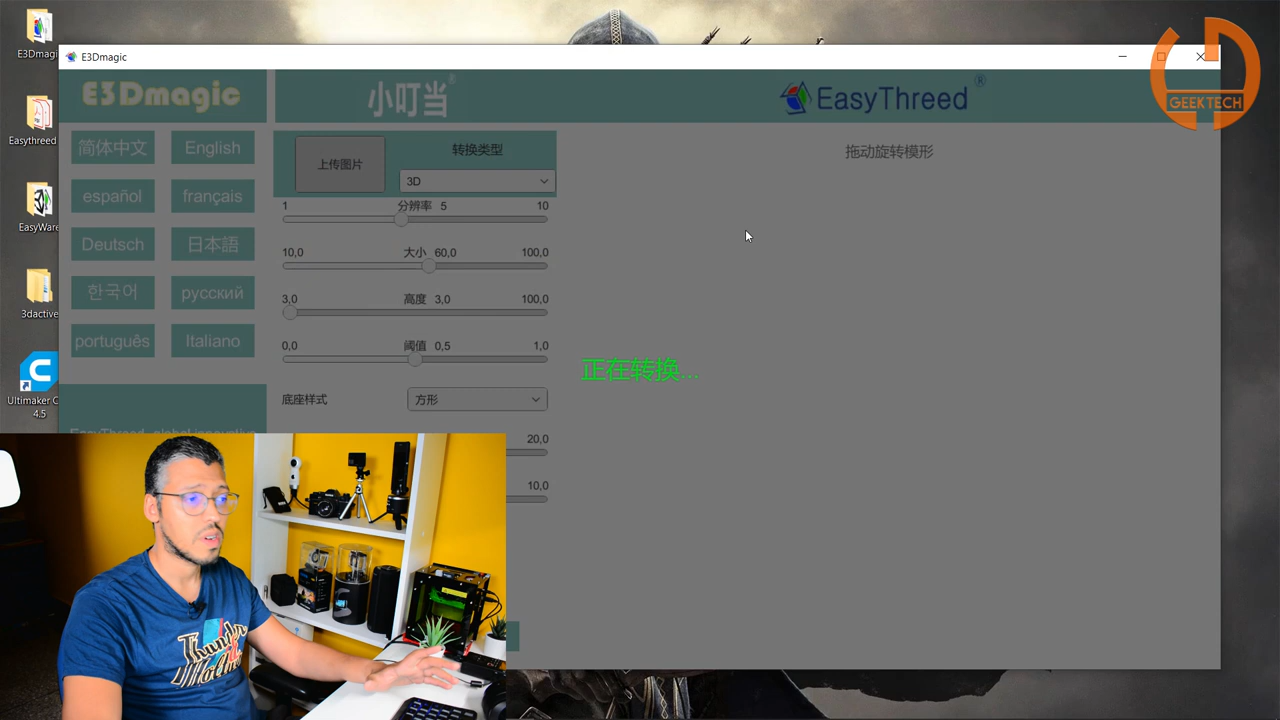 E3Dmagi
Easythreed
EasyWare
3dactive
Ultimaker C
4.5
E3Dmagic
GEEKTECH
E3Dmagic
小叮当®
EasyThreed®
简体中文
English
español
français
Deutsch
日本語
한국어
русский
português
Italiano
上传图片
转换类型
3D
1 分辨率 5 10
10,0 大小 60,0 100,0
3,0 高度 3,0 100,0
0,0 阈值 0,5 1,0
底座样式 方形
20,0
10,0
拖动旋转模形
正在转换...
Thunder